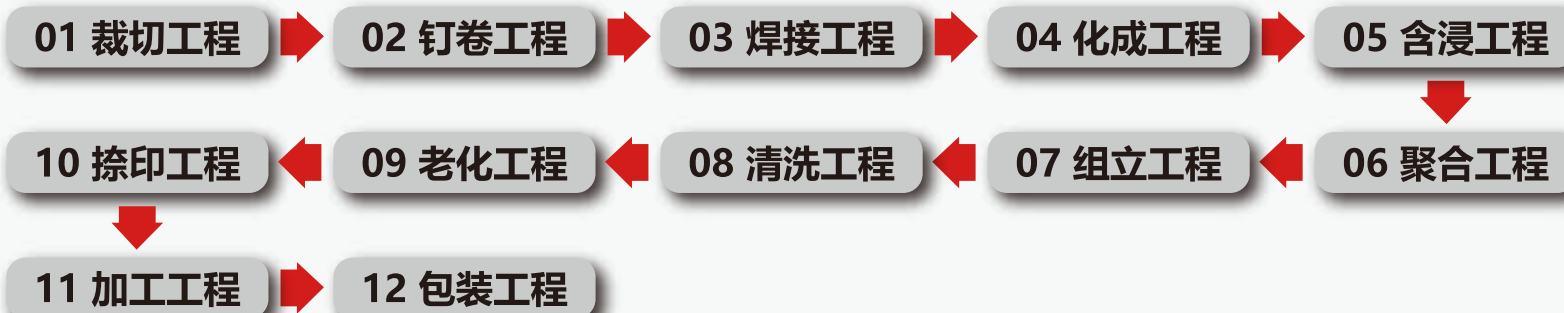 01 裁切工程
02 钉卷工程
03 焊接工程
04 化成工程
05 含浸工程
06 聚合工程
07 组立工程
08 清洗工程
09 老化工程
10 捺印工程
11 加工工程
12 包装工程